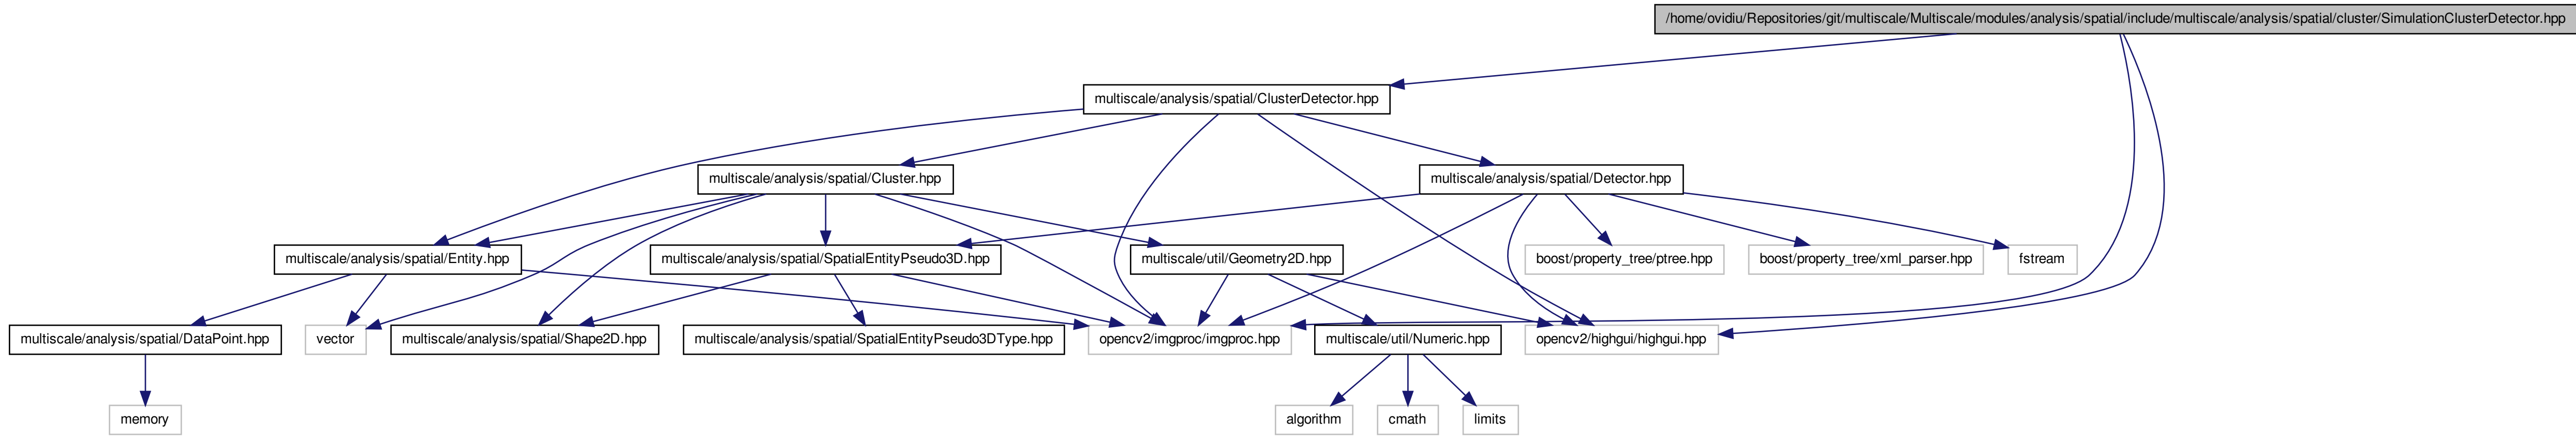 /home/ovidiu/Repositories/git/multiscale/Multiscale/modules/analysis/spatial/include/multiscale/analysis/spatial/cluster/SimulationClusterDetector.hpp
multiscale/analysis/spatial/ClusterDetector.hpp
multiscale/analysis/spatial/Cluster.hpp
multiscale/analysis/spatial/Detector.hpp
multiscale/analysis/spatial/Entity.hpp
multiscale/analysis/spatial/SpatialEntityPseudo3D.hpp
multiscale/util/Geometry2D.hpp
boost/property_tree/ptree.hpp
boost/property_tree/xml_parser.hpp
fstream
multiscale/analysis/spatial/DataPoint.hpp
vector
multiscale/analysis/spatial/Shape2D.hpp
multiscale/analysis/spatial/SpatialEntityPseudo3DType.hpp
opencv2/imgproc/imgproc.hpp
multiscale/util/Numeric.hpp
opencv2/highgui/highgui.hpp
memory
algorithm
cmath
limits